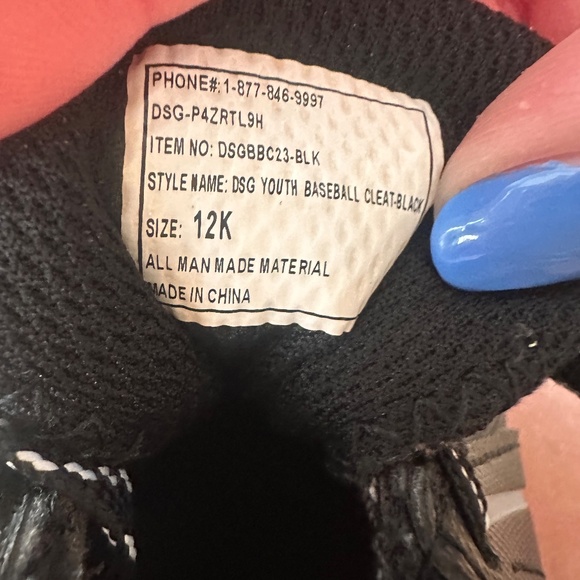 PHONE#:1-877-846-9997
DSG-P4ZRTL9H
ITEM NO: DSGBBC23-BLK
STYLE NAME: DSG YOUTH BASEBALL CLEAT-BLACK
SIZE: 12K
ALL MAN MADE MATERIAL
MADE IN CHINA